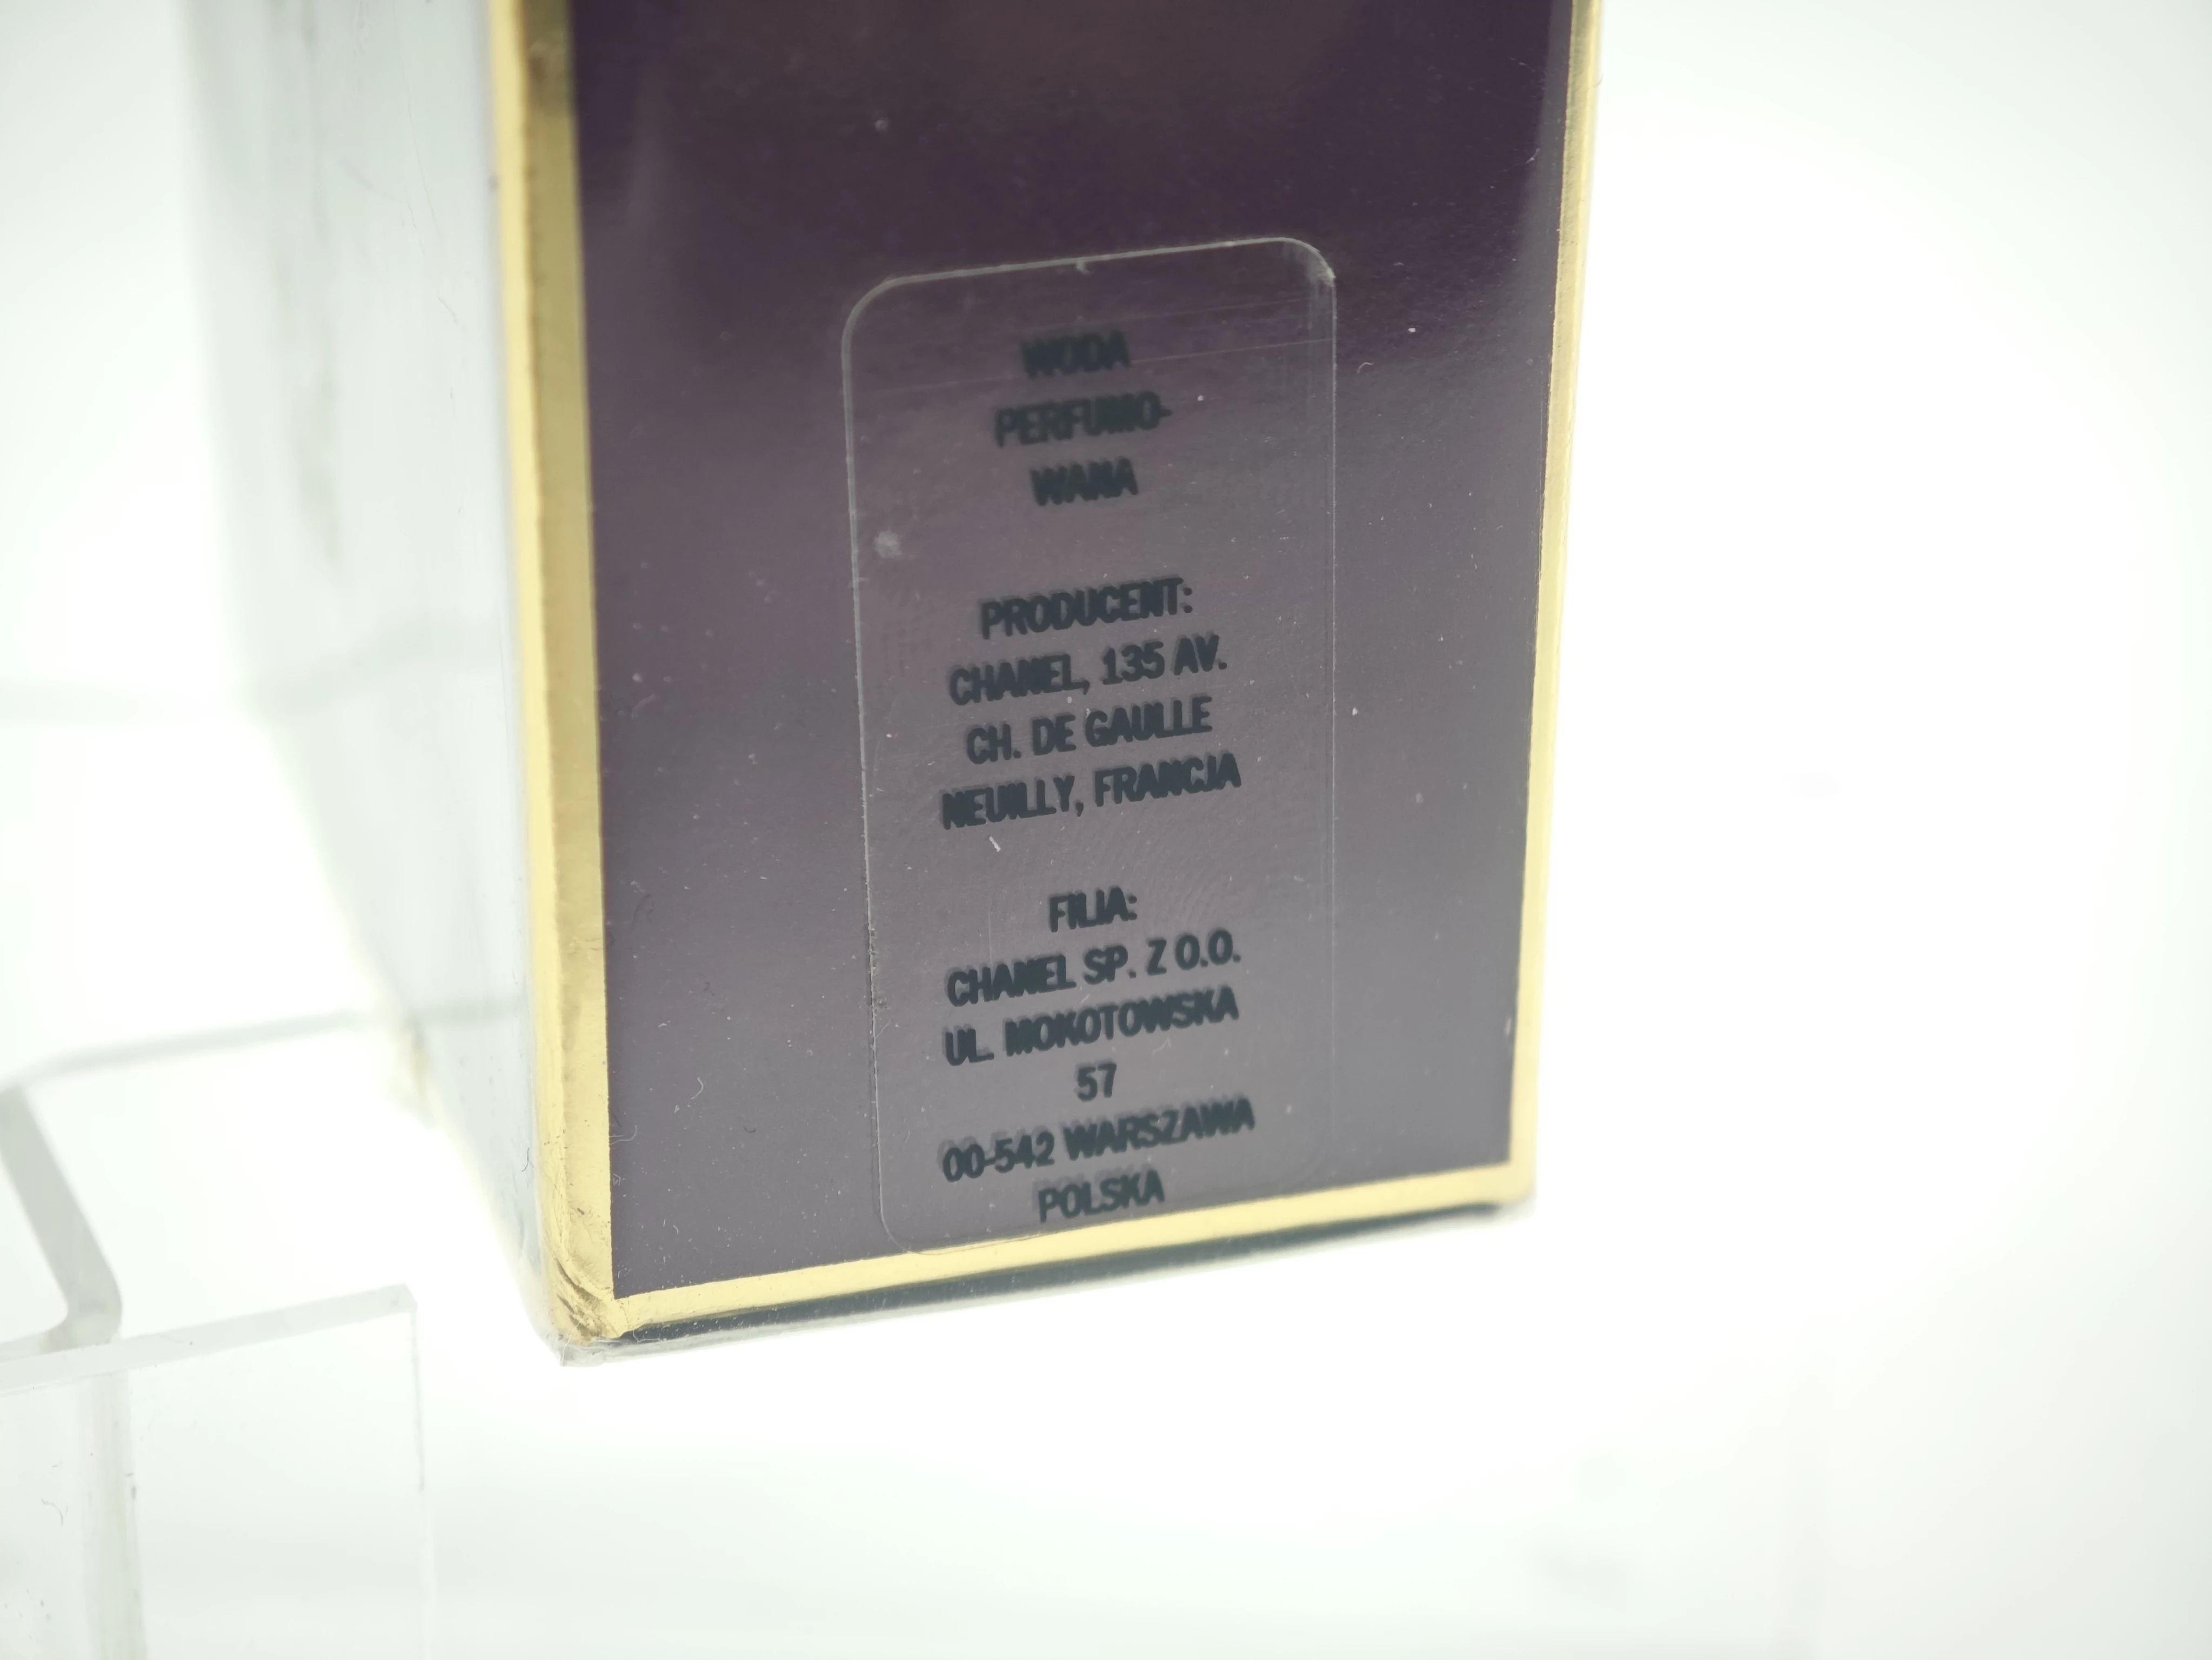 WODA
PERFUMO-
WANA
PRODUCENT:
CHANEL, 135 AV.
CH. DE GAULLE
NEUILLY, FRANCJA
FILIA:
CHANEL SP. Z O.O.
UL. MOKOTOWSKA
57
00-542 WARSZAWA
POLSKA